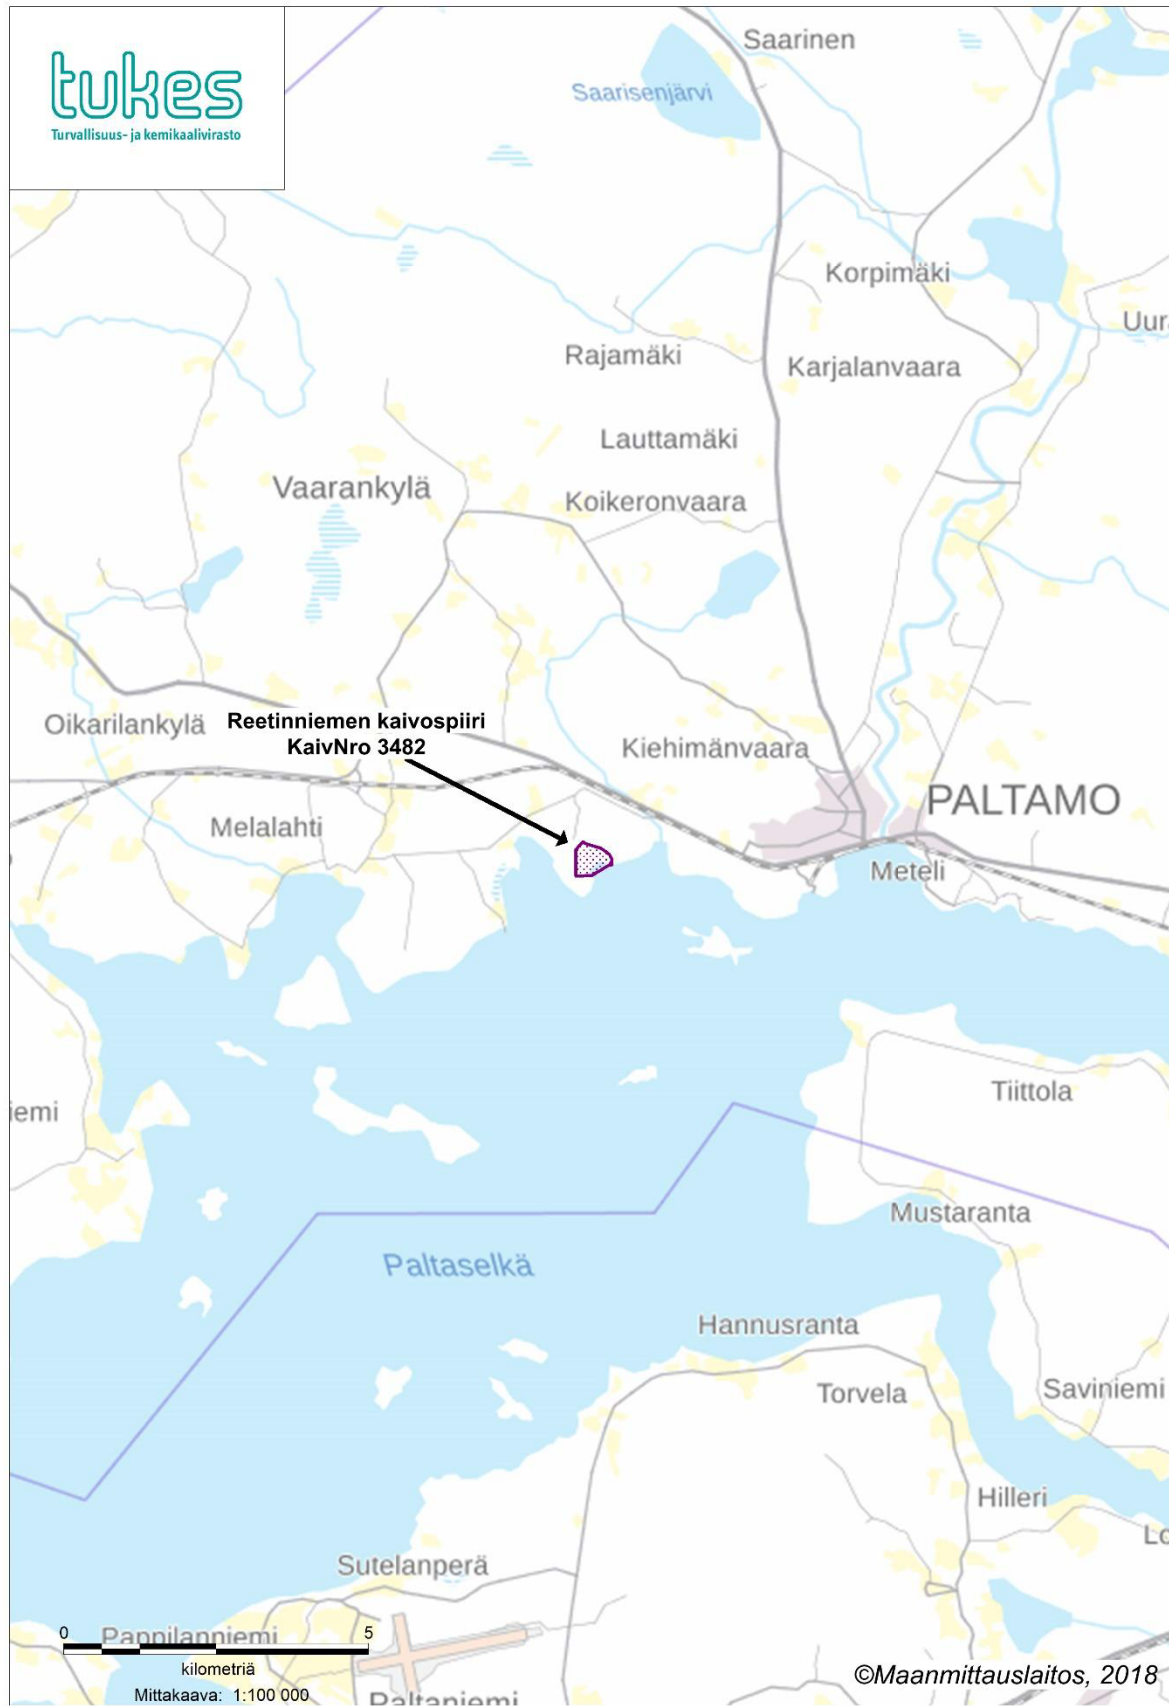 tukes
Turvallisuus- ja kemikaalivirasto
Saarinen
Saarisenjärvi
Korpimäki
Rajamäki
Karjalanvaara
Lauttamäki
Vaarankylä
Koikeronvaara
Oikarilankylä
Reetinniemen kaivospiiri
KaivNro 3482
Kiehimänvaara
PALTAMO
Melalahti
Meteli
Tiittola
iemi
Mustaranta
Paltaselkä
Hannusranta
Torvela
Saviniemi
Hilleri
Sutelanperä
0 5
Pappilanniemi
kilometriä
Mittakaava: 1:100 000
Paltaniemi
©Maanmittauslaitos, 2018